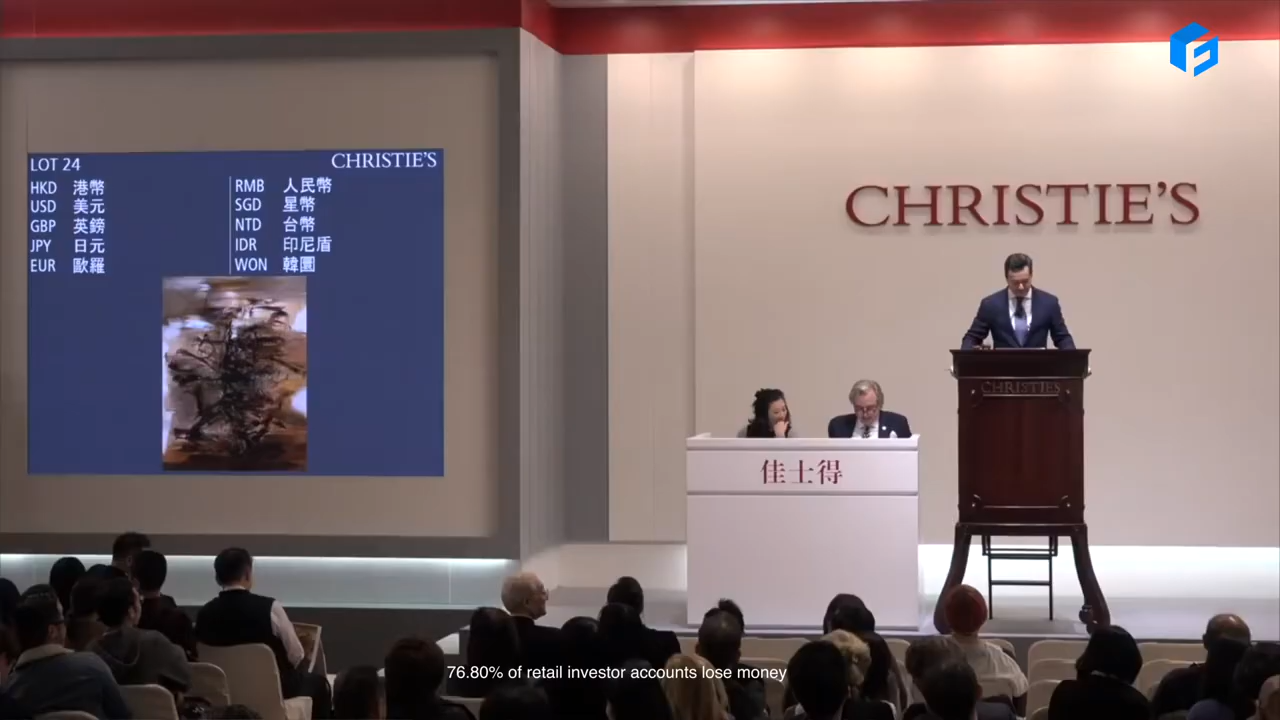 LOT 24
CHRISTIE'S
HKD 港幣
USD 美元
GBP 英鎊
JPY 日元
EUR 歐羅
RMB 人民幣
SGD 星幣
NTD 台幣
IDR 印尼盾
WON 韓圜
CHRISTIE'S
CHRISTIE'S
佳士得
76.80% of retail investor accounts lose money